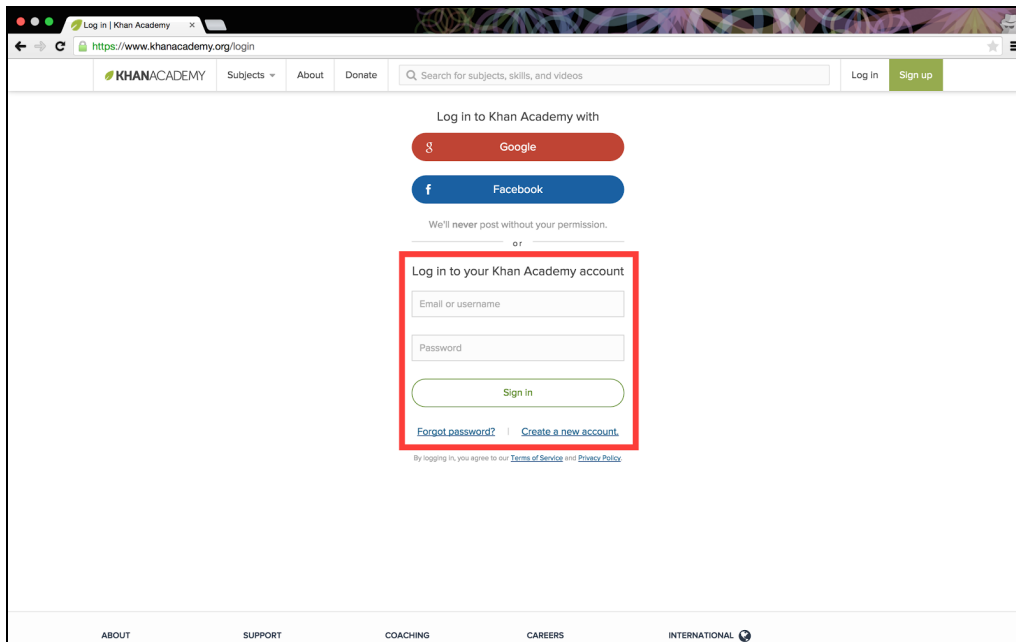 Log in | Khan Academy
https://www.khanacademy.org/login
KHANACADEMY Subjects About Donate Search for subjects, skills, and videos Log in Sign up
Log in to Khan Academy with
Google
f Facebook
We'll never post without your permission.
or
Log in to your Khan Academy account
Email or username
Password
Sign in
Forgot password? | Create a new account.
By logging in, you agree to our Terms of Service and Privacy Policy.
ABOUT SUPPORT COACHING CAREERS INTERNATIONAL